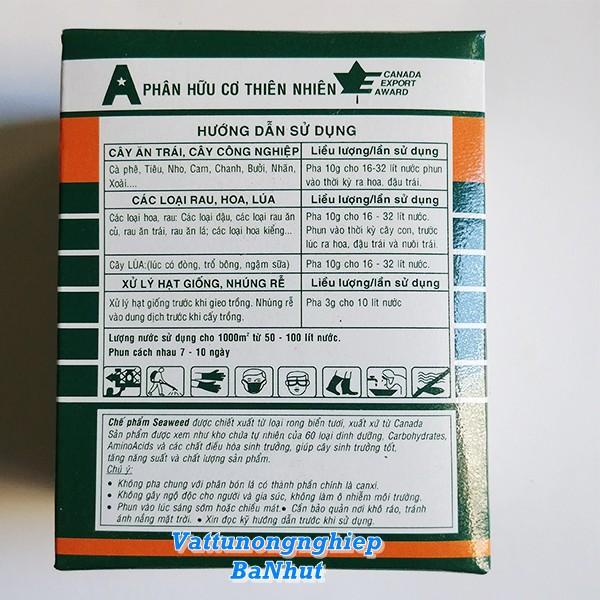 A PHÂN HỮU CƠ THIÊN NHIÊN
CANADA
EXPORT
AWARD
HƯỚNG DẪN SỬ DỤNG
CÂY ĂN TRÁI, CÂY CÔNG NGHIỆP
Liều lượng/lần sử dụng
Cà phê, Tiêu, Nho, Cam, Chanh, Bưởi, Nhãn,
Xoài....
Pha 10g cho 16-32 lít nước phun
vào thời kỳ ra hoa, đậu trái.
CÁC LOẠI RAU, HOA, LÚA
Liều lượng/lần sử dụng
Các loại hoa, rau: Các loại đậu, các loại rau ăn
củ, rau ăn trái, rau ăn lá; các loại hoa kiểng...
Pha 10g cho 16 - 32 lít nước.
Phun vào thời kỳ cây con, trước
lúc ra hoa, đậu trái và nuôi trái.
Cây LÚA:(lúc có đòng, trổ bông, ngậm sữa)
Pha 10g cho 16 - 32 lít nước.
XỬ LÝ HẠT GIỐNG, NHÚNG RỄ
Liều lượng/lần sử dụng
Xử lý hạt giống trước khi gieo trồng. Nhúng rễ
vào dung dịch trước khi cấy trồng.
Pha 3g cho 10 lít nước
Lượng nước sử dụng cho 1000m² từ 50 - 100 lít nước.
Phun cách nhau 7 - 10 ngày
Chế phẩm Seaweed được chiết xuất từ loại rong biển tươi, xuất xứ từ Canada
Sản phẩm được xem như kho chứa tự nhiên của 60 loại dinh dưỡng, Carbohydrates,
AminoAcids và các chất điều hòa sinh trưởng, giúp cây sinh trưởng tốt,
tăng năng suất và chất lượng sản phẩm.
Chú ý:
• Không pha chung với phân bón lá có thành phần chính là canxi.
• Không gây ngộ độc cho người và gia súc, không làm ô nhiễm môi trường.
• Phun vào lúc sáng sớm hoặc chiều mát. • Cần bảo quản nơi khô ráo, tránh
ánh nắng mặt trời. • Xin đọc kỹ hướng dẫn trước khi sử dụng.
Vattunongnghiep
BaNhut